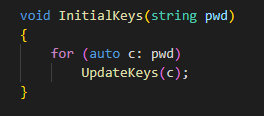 void InitialKeys(string pwd)
{
    for (auto c: pwd)
        UpdateKeys(c);
}